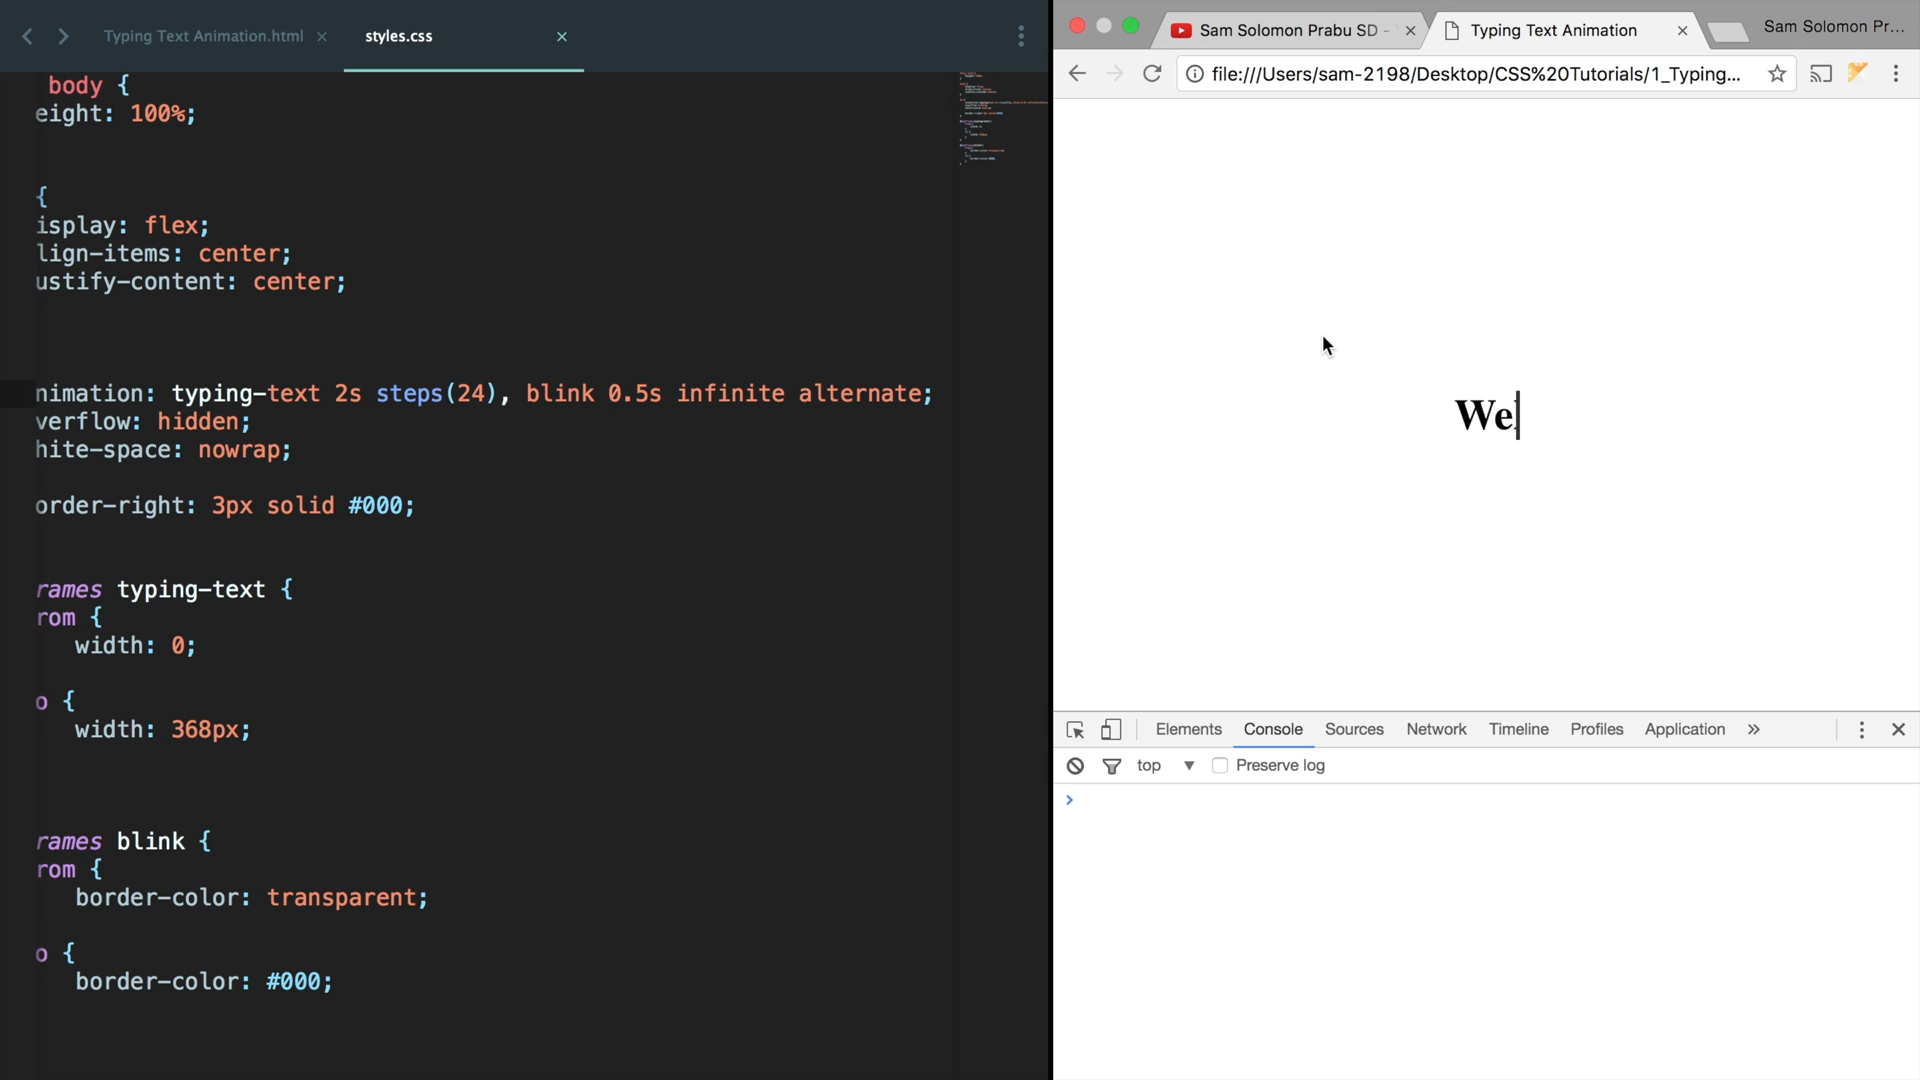 Typing Text Animation.html
styles.css
body {
eight: 100%;
{
isplay: flex;
lign-items: center;
ustify-content: center;
nimation: typing-text 2s steps(24), blink 0.5s infinite alternate;
verflow: hidden;
hite-space: nowrap;
order-right: 3px solid #000;
rames typing-text {
rom {
width: 0;
o {
width: 368px;
rames blink {
rom {
border-color: transparent;
o {
border-color: #000;
Sam Solomon Prabu SD -
Typing Text Animation
Sam Solomon Pr...
file:///Users/sam-2198/Desktop/CSS%20Tutorials/1_Typing...
We
Elements Console Sources Network Timeline Profiles Application »
top ▼ Preserve log
>